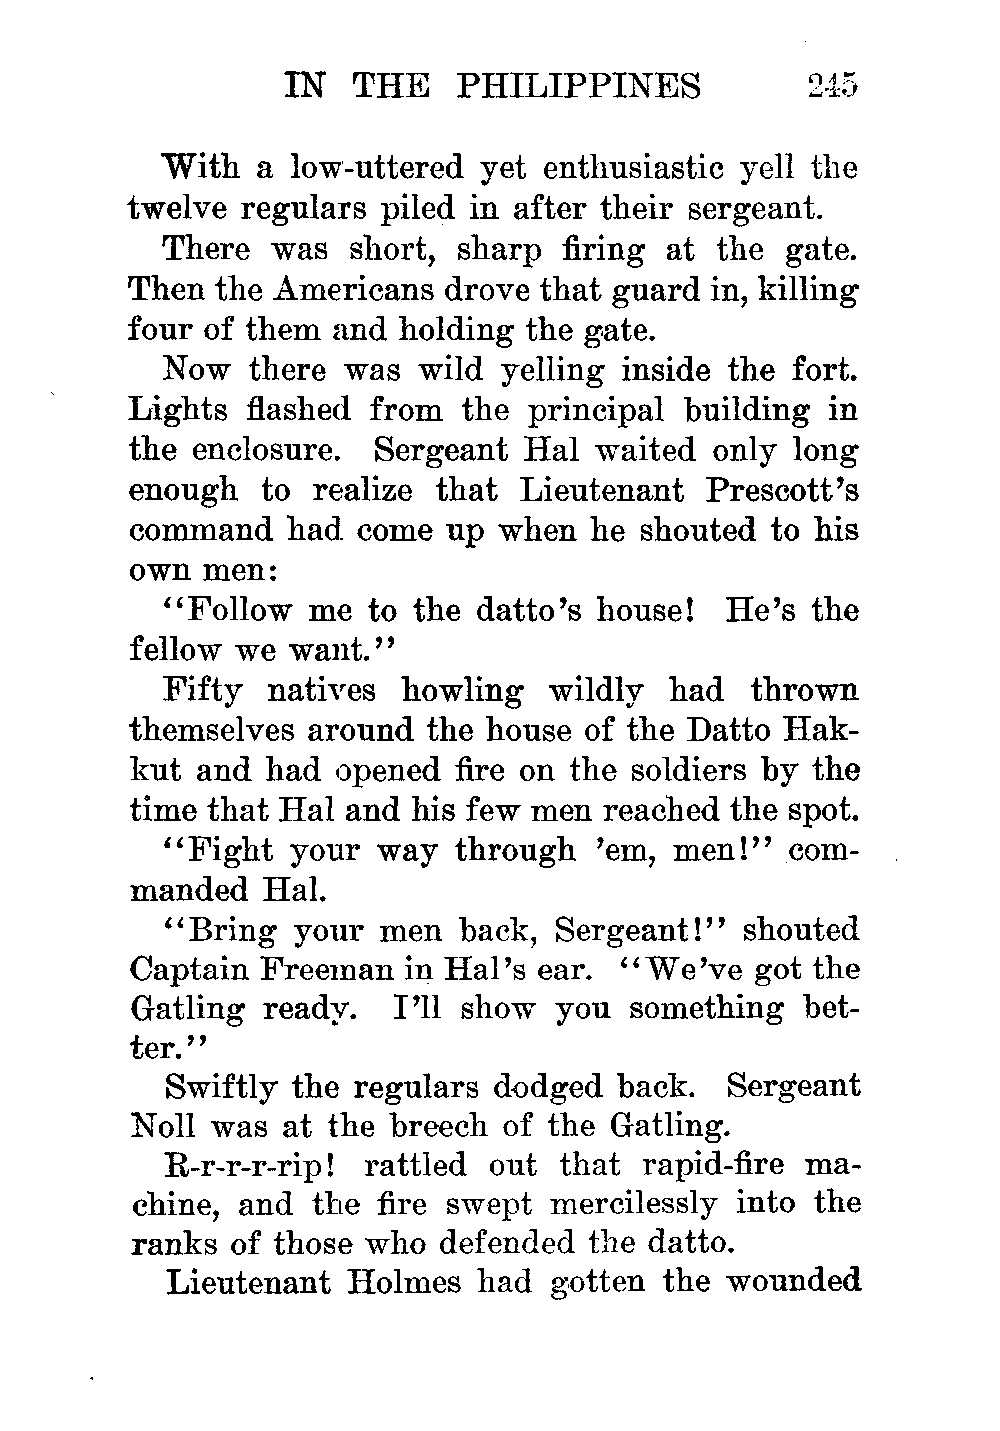 IN THE PHILIPPINES 245
With a low-uttered yet enthusiastic yell the
twelve regulars piled in after their sergeant.
There was short, sharp firing at the gate.
Then the Americans drove that guard in, killing
four of them and holding the gate.
Now there was wild yelling inside the fort.
Lights flashed from the principal building in
the enclosure. Sergeant Hal waited only long
enough to realize that Lieutenant Prescott's
command had come up when he shouted to his
own men:
"Follow me to the datto's house! He's the
fellow we want."
Fifty natives howling wildly had thrown
themselves around the house of the Datto Hak-
kut and had opened fire on the soldiers by the
time that Hal and his few men reached the spot.
"Fight your way through 'em, men!" com-
manded Hal.
"Bring your men back, Sergeant!" shouted
Captain Freeman in Hal's ear. "We've got the
Gatling ready. I'll show you something bet-
ter."
Swiftly the regulars dodged back. Sergeant
Noll was at the breech of the Gatling.
R-r-r-r-rip! rattled out that rapid-fire ma-
chine, and the fire swept mercilessly into the
ranks of those who defended the datto.
Lieutenant Holmes had gotten the wounded